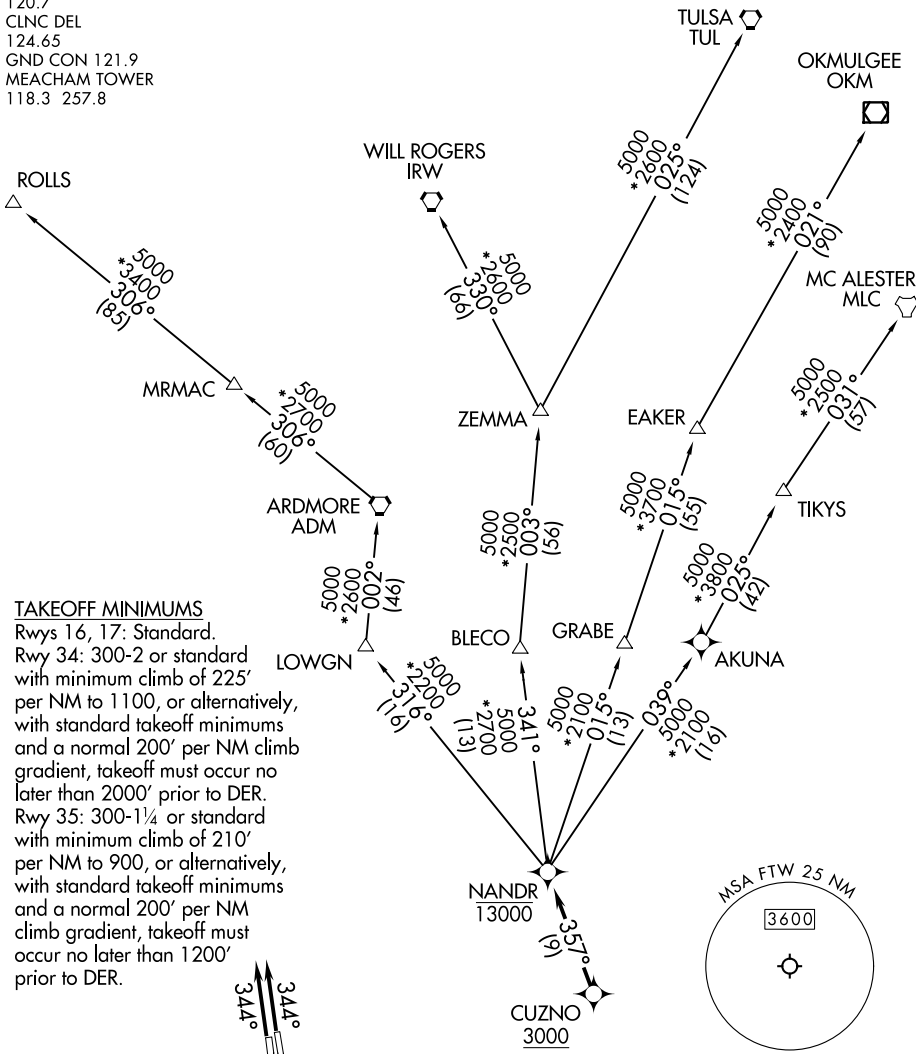 120.7
CLNC DEL
124.65
GND CON 121.9
MEACHAM TOWER
118.3 257.8
TULSA
TUL
OKMULGEE
OKM
WILL ROGERS
IRW
ROLLS
5000
*2600
025°
(124)
5000
*2400
021°
(90)
MC ALESTER
MLC
5000
*3400
306°
(85)
5000
*2600
330°
(66)
MRMAC
5000
*2700
306°
(60)
ZEMMA
EAKER
5000
*2500
031°
(57)
ARDMORE
ADM
5000
*2500
003°
(56)
5000
*3700
015°
(55)
TIKYS
5000
*2600
002°
(46)
5000
*3800
025°
(42)
LOWGN
BLECO
GRABE
AKUNA
5000
*2200
316°
(16)
341°
5000
*2700
(13)
5000
*2100
015°
(13)
039°
5000
*2100
(16)
TAKEOFF MINIMUMS
Rwys 16, 17: Standard.
Rwy 34: 300-2 or standard
with minimum climb of 225'
per NM to 1100, or alternatively,
with standard takeoff minimums
and a normal 200' per NM climb
gradient, takeoff must occur no
later than 2000' prior to DER.
Rwy 35: 300-1¼ or standard
with minimum climb of 210'
per NM to 900, or alternatively,
with standard takeoff minimums
and a normal 200' per NM
climb gradient, takeoff must
occur no later than 1200'
prior to DER.
NANDR
13000
357°
(9)
CUZNO
3000
344°
344°
MSA FTW 25 NM
3600